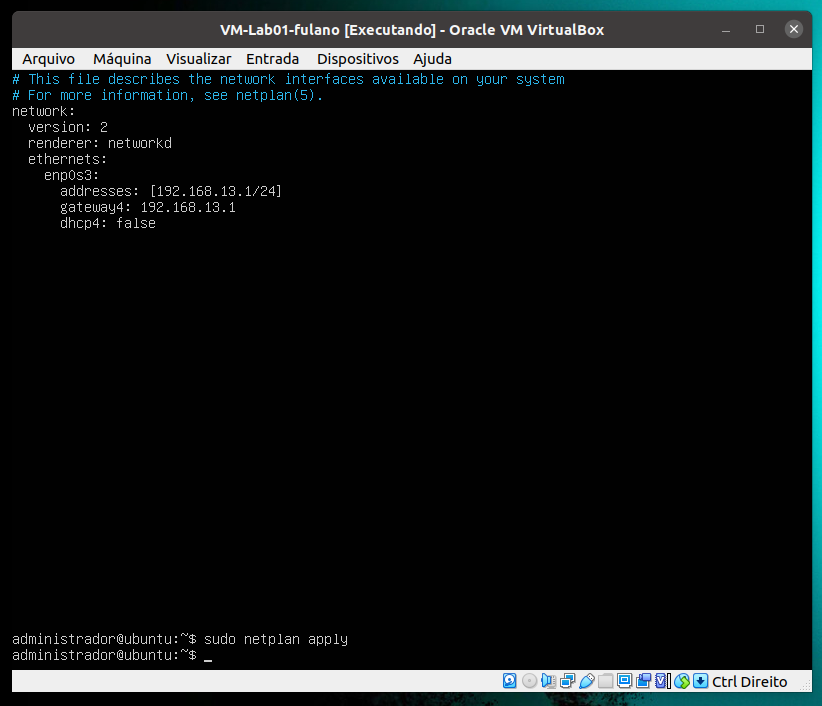 VM-Lab01-fulano [Executando] - Oracle VM VirtualBox
Arquivo Máquina Visualizar Entrada Dispositivos Ajuda
# This file describes the network interfaces available on your system
# For more information, see netplan(5).
network:
  version: 2
  renderer: networkd
  ethernets:
    enp0s3:
      addresses: [192.168.13.1/24]
      gateway4: 192.168.13.1
      dhcp4: false
administrador@ubuntu:~$ sudo netplan apply
administrador@ubuntu:~$ _
Ctrl Direito